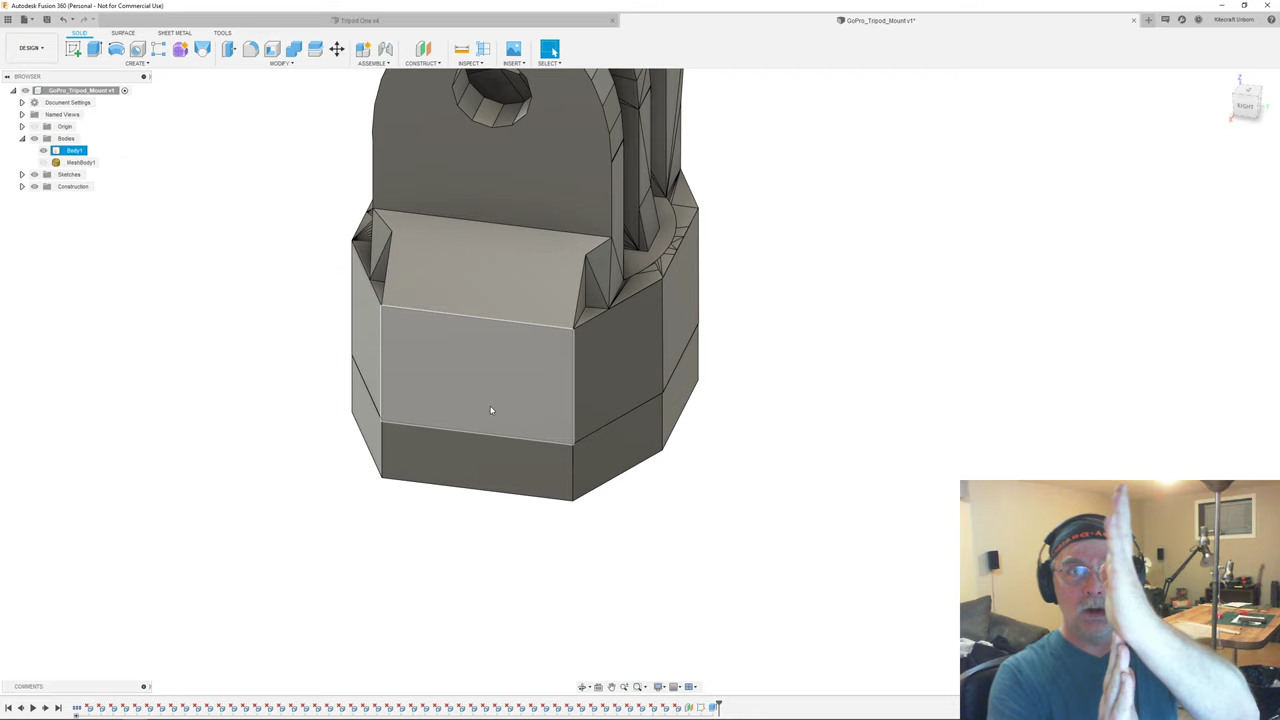 Autodesk Fusion 360 (Personal - Not for Commercial Use)
Tripod One v4
GoPro_Tripod_Mount v1*
Kitecraft Unborn
DESIGN
SOLID
SURFACE
SHEET METAL
TOOLS
CREATE
MODIFY
ASSEMBLE
CONSTRUCT
INSPECT
INSERT
SELECT
BROWSER
GoPro_Tripod_Mount v1
Document Settings
Named Views
Origin
Bodies
Body1
MeshBody1
Sketches
Construction
Z
RIGHT
COMMENTS